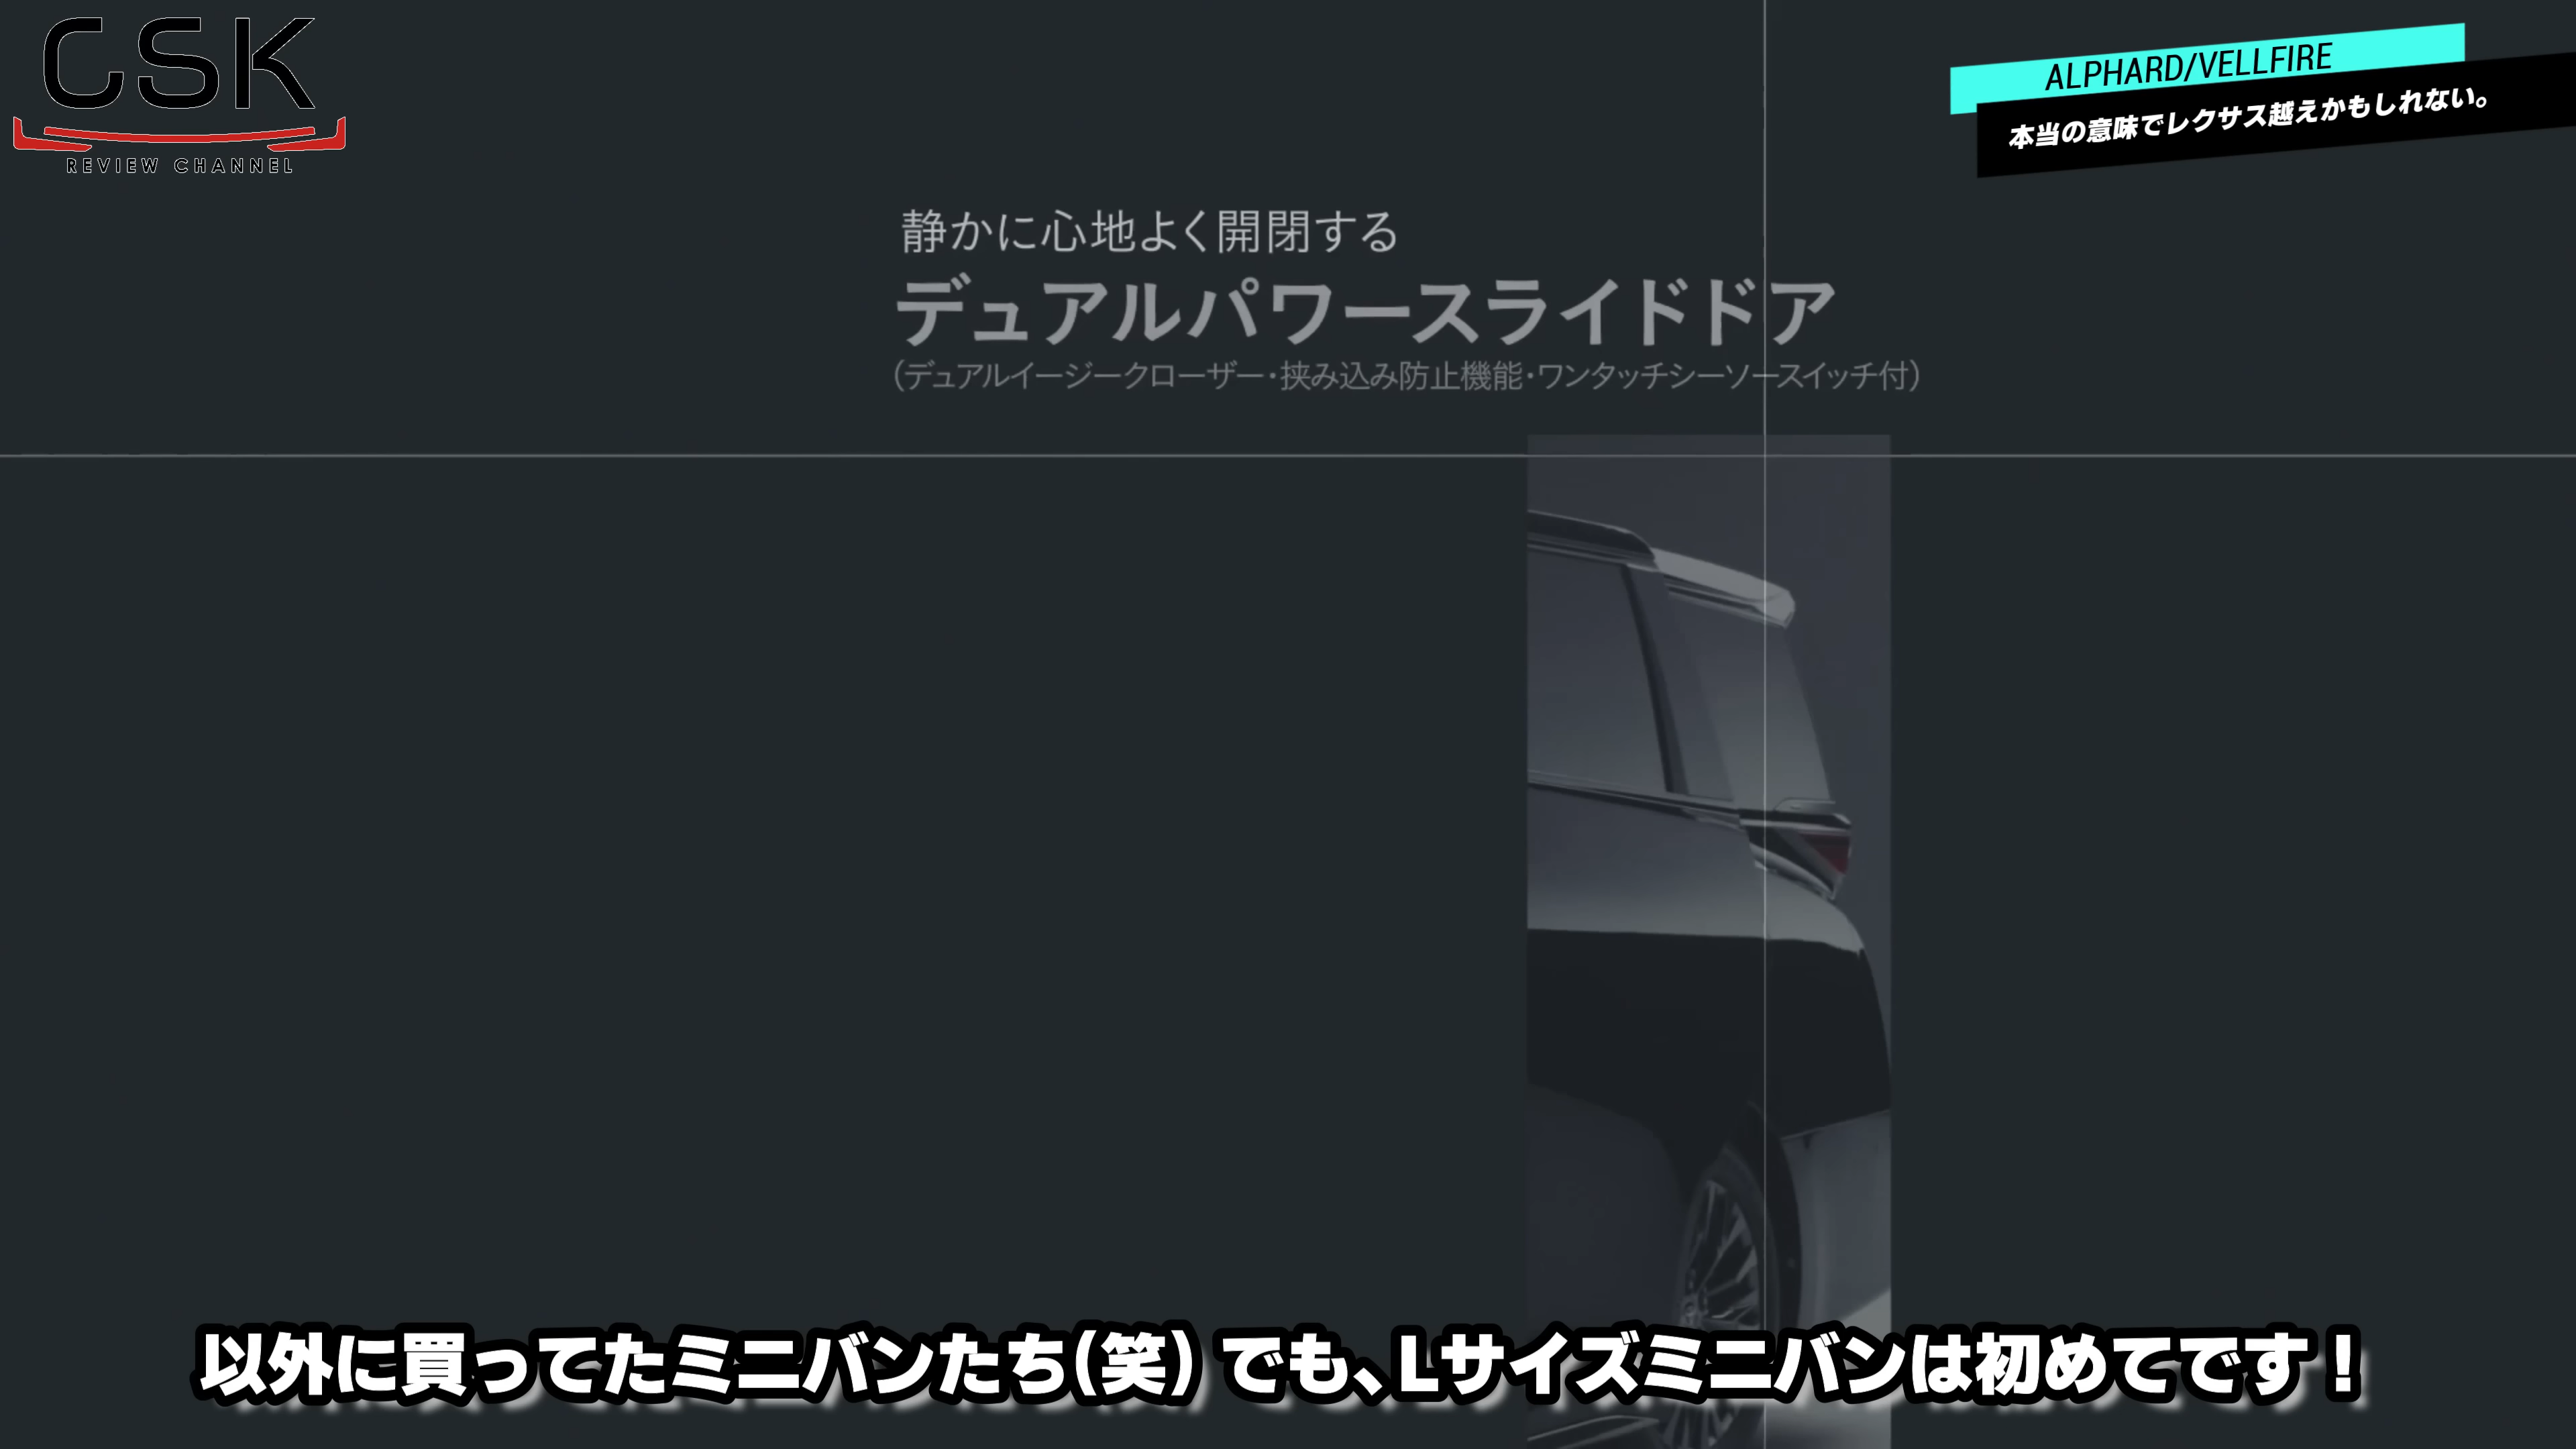 CSK
REVIEW CHANNEL
ALPHARD/VELLFIRE
本当の意味でレクサス越えかもしれない。
静かに心地よく開閉する
デュアルパワースライドドア
(デュアルイージークローザー・挟み込み防止機能・ワンタッチシーソースイッチ付)
以外に買ってたミニバンたち(笑) でも、Lサイズミニバンは初めてです!